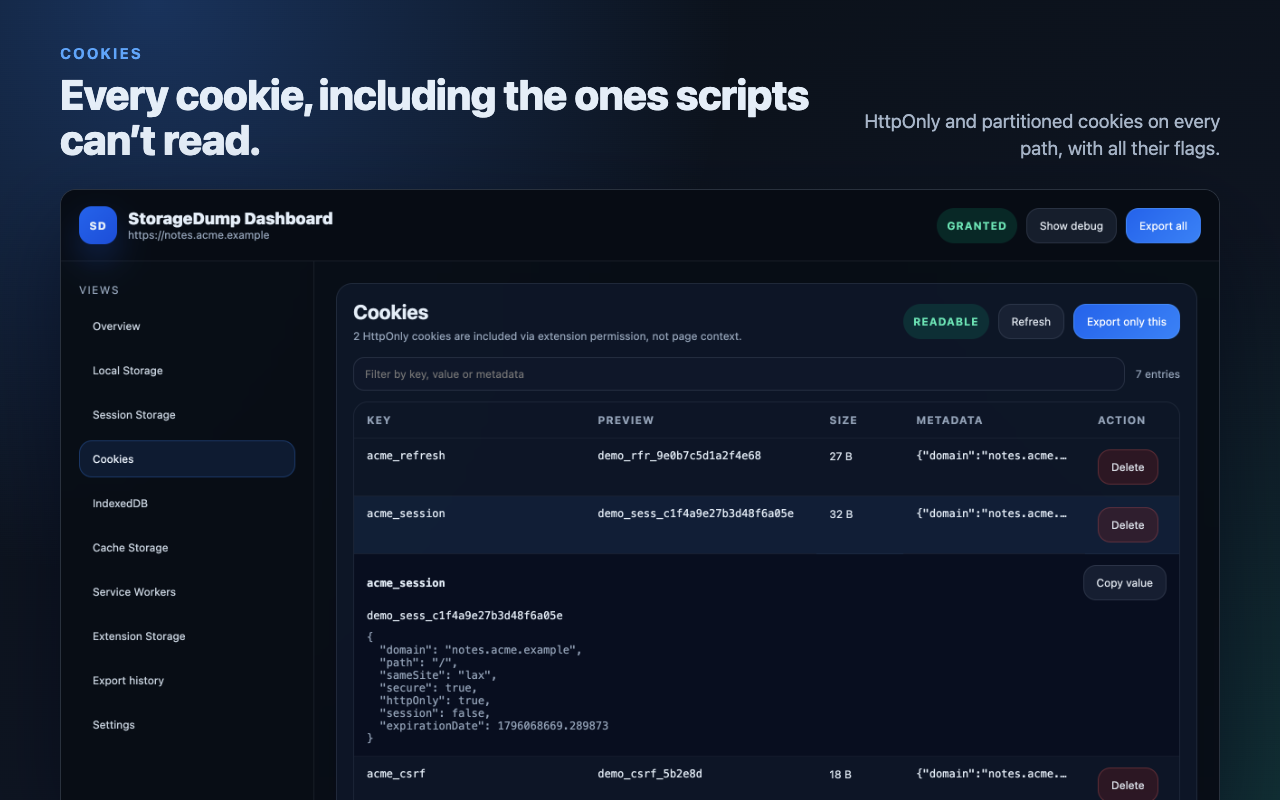 COOKIES
Every cookie, including the ones scripts
can’t read.
HttpOnly and partitioned cookies on every
path, with all their flags.
SD
StorageDump Dashboard
https://notes.acme.example
GRANTED
Show debug
Export all
VIEWS
Overview
Local Storage
Session Storage
Cookies
IndexedDB
Cache Storage
Service Workers
Extension Storage
Export history
Settings
Cookies
2 HttpOnly cookies are included via extension permission, not page context.
READABLE
Refresh
Export only this
Filter by key, value or metadata
7 entries
KEY PREVIEW SIZE METADATA ACTION
acme_refresh demo_rfr_9e0b7c5d1a2f4e68 27 B {"domain":"notes.acme.… Delete
acme_session demo_sess_c1f4a9e27b3d48f6a05e 32 B {"domain":"notes.acme.… Delete
acme_session
Copy value
demo_sess_c1f4a9e27b3d48f6a05e
{
"domain": "notes.acme.example",
"path": "/",
"sameSite": "lax",
"secure": true,
"httpOnly": true,
"session": false,
"expirationDate": 1796068669.289873
}
acme_csrf demo_csrf_5b2e8d 18 B {"domain":"notes.acme.… Delete